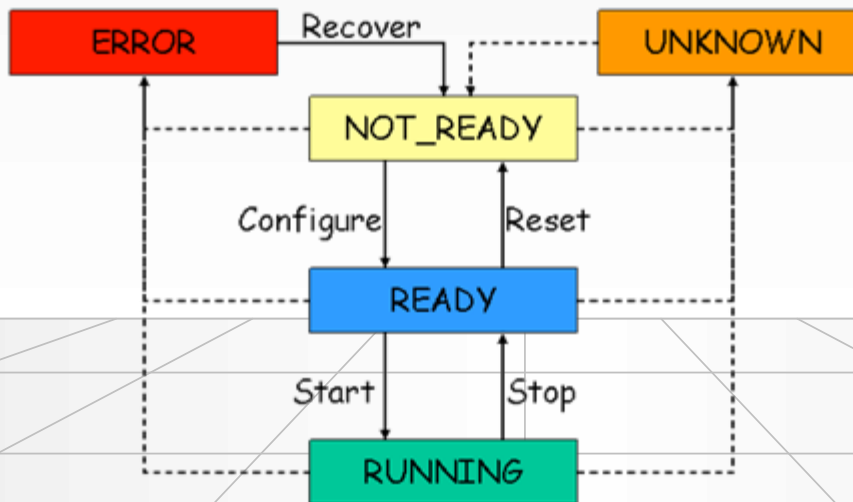 Recover
ERROR
UNKNOWN
NOT_READY
Configure
Reset
READY
Start
Stop
RUNNING